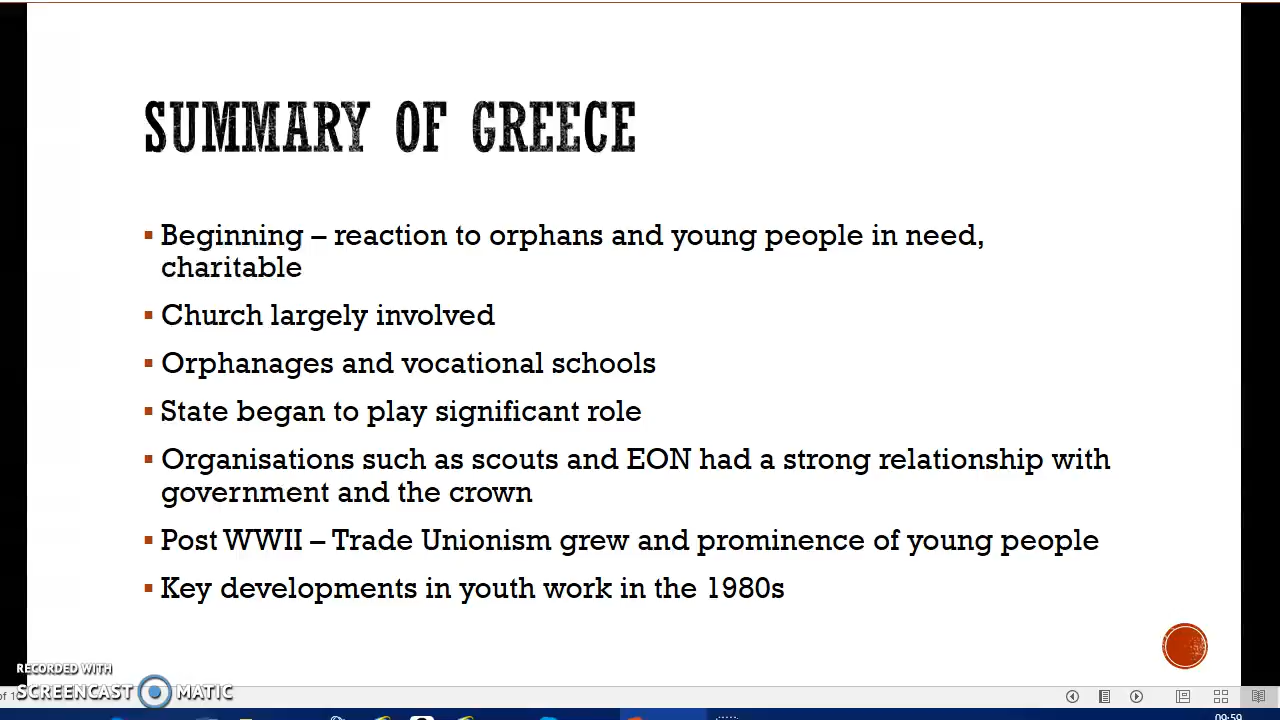 SUMMARY OF GREECE
▪ Beginning – reaction to orphans and young people in need,
charitable
▪ Church largely involved
▪ Orphanages and vocational schools
▪ State began to play significant role
▪ Organisations such as scouts and EON had a strong relationship with
government and the crown
▪ Post WWII – Trade Unionism grew and prominence of young people
▪ Key developments in youth work in the 1980s
RECORDED WITH
SCREENCAST MATIC
09:59